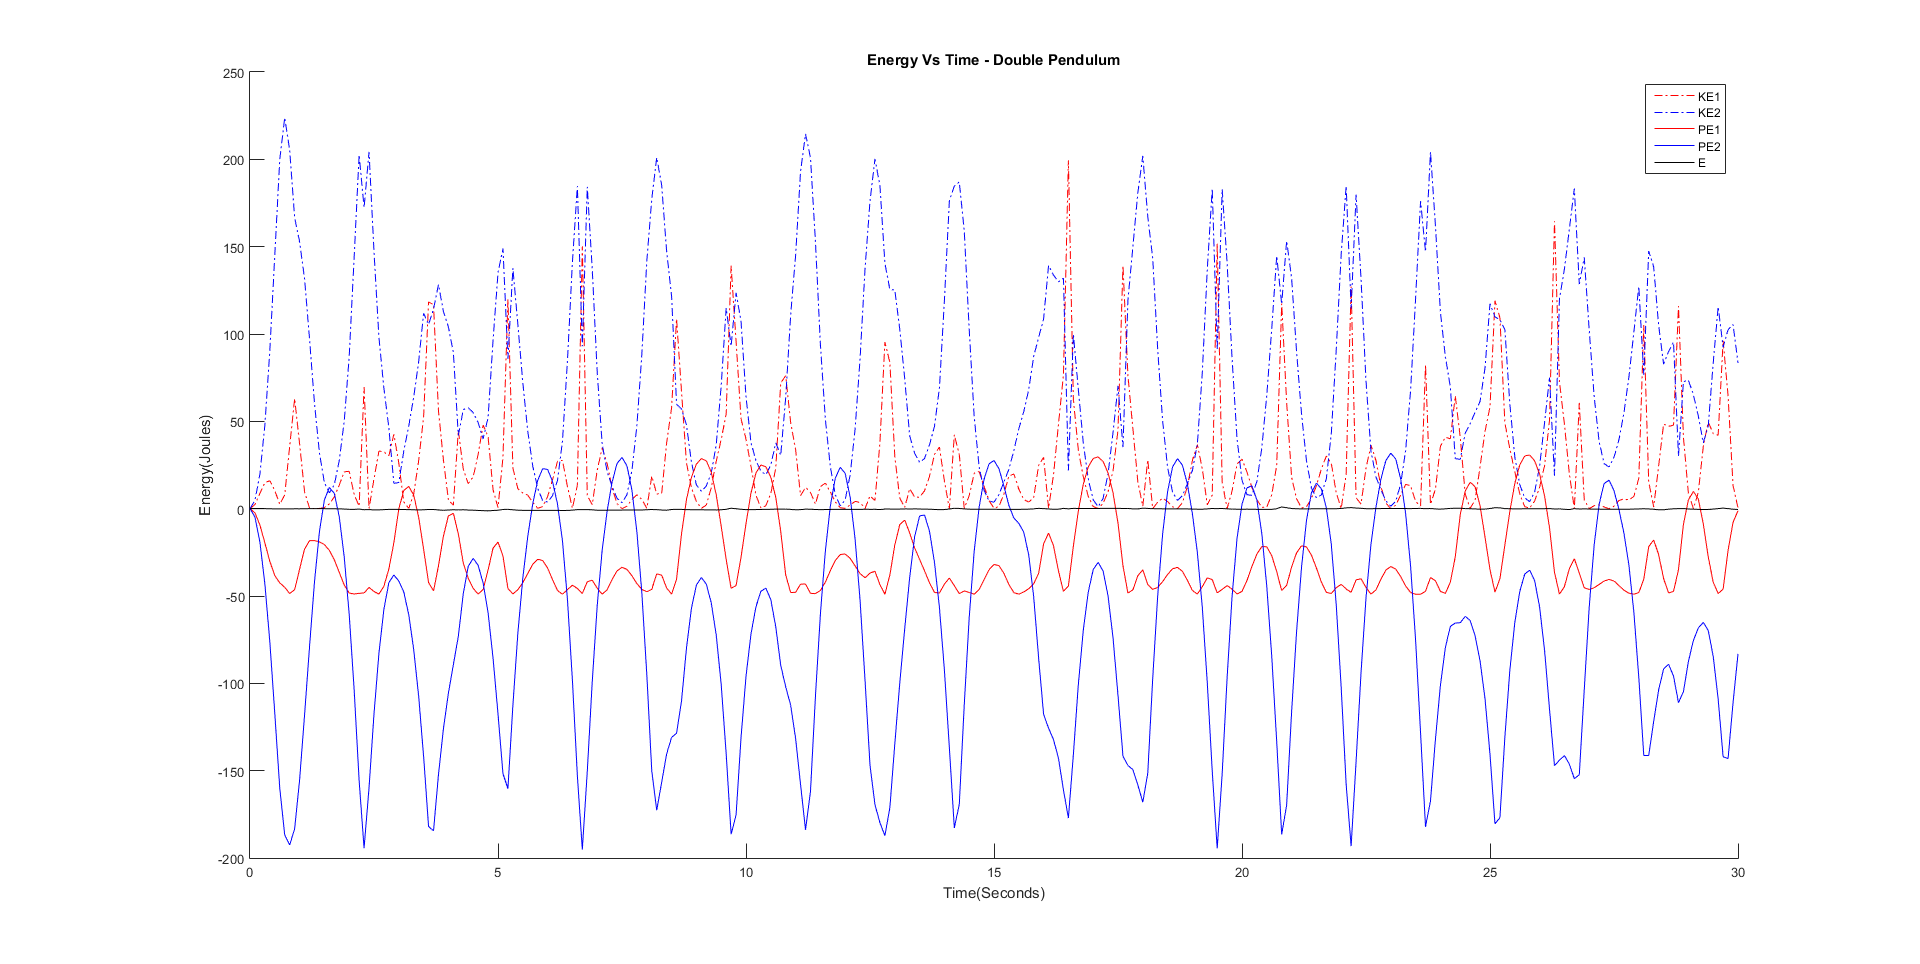 Energy Vs Time - Double Pendulum
KE1
KE2
PE1
PE2
E
Energy(Joules)
250
200
150
100
50
0
-50
-100
-150
-200
0 5 10 15 20 25 30
Time(Seconds)